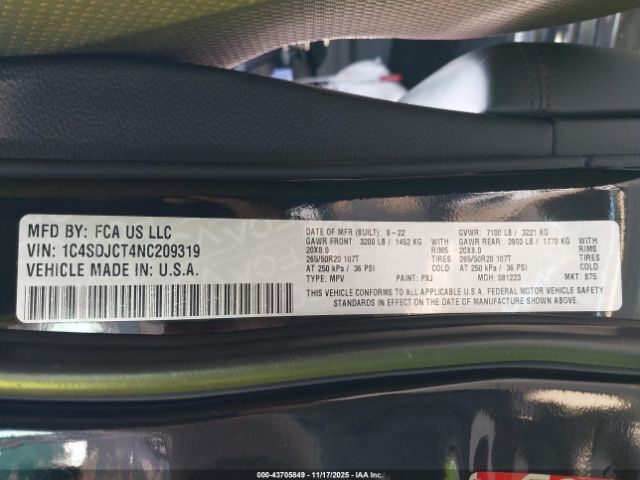 MFD BY: FCA US LLC
VIN: 1C4SDJCT4NC209319
VEHICLE MADE IN: U.S.A.
DATE OF MFR (BUILT): 8-22 GVWR: 7100 LB / 3221 KG
GAWR FRONT: 3200 LB / 1452 KG WITH GAWR REAR: 3900 LB / 1770 KG WITH
20X8.0 RIMS 20X8.0 RIMS
265/50R20 107T TIRES 265/50R20 107T TIRES
AT 250 kPa / 36 PSI AT 250 kPa / 36 PSI
TYPE: MPV PAINT: PXJ MDH: 081223 MKT: 875
THIS VEHICLE CONFORMS TO ALL APPLICABLE U.S.A. FEDERAL MOTOR VEHICLE SAFETY
STANDARDS IN EFFECT ON THE DATE OF MANUFACTURE SHOWN ABOVE.
000-43705849 - 11/17/2025 - IAA Inc.